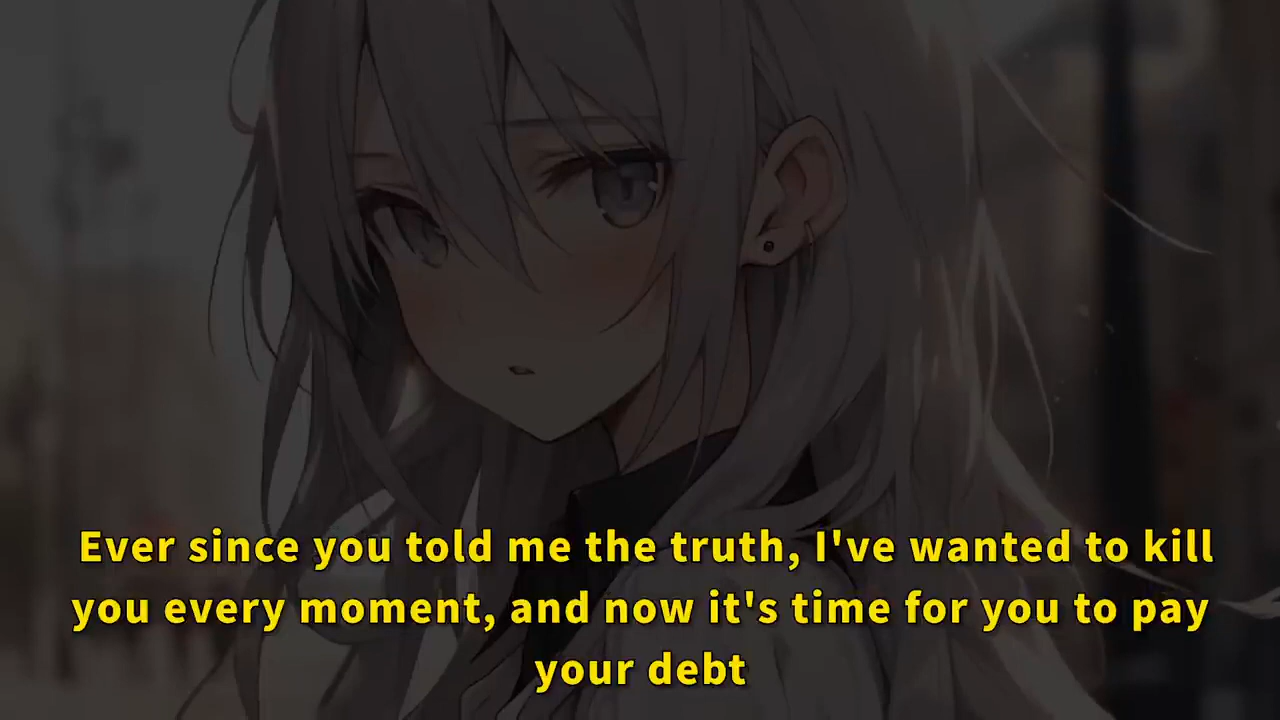 Ever since you told me the truth, I've wanted to kill
you every moment, and now it's time for you to pay
your debt